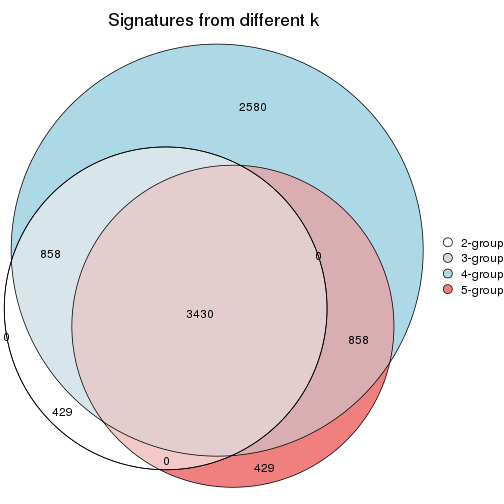 Signatures from different k
2580
0
858
3430
858
0
429
0
429
2-group
3-group
4-group
5-group